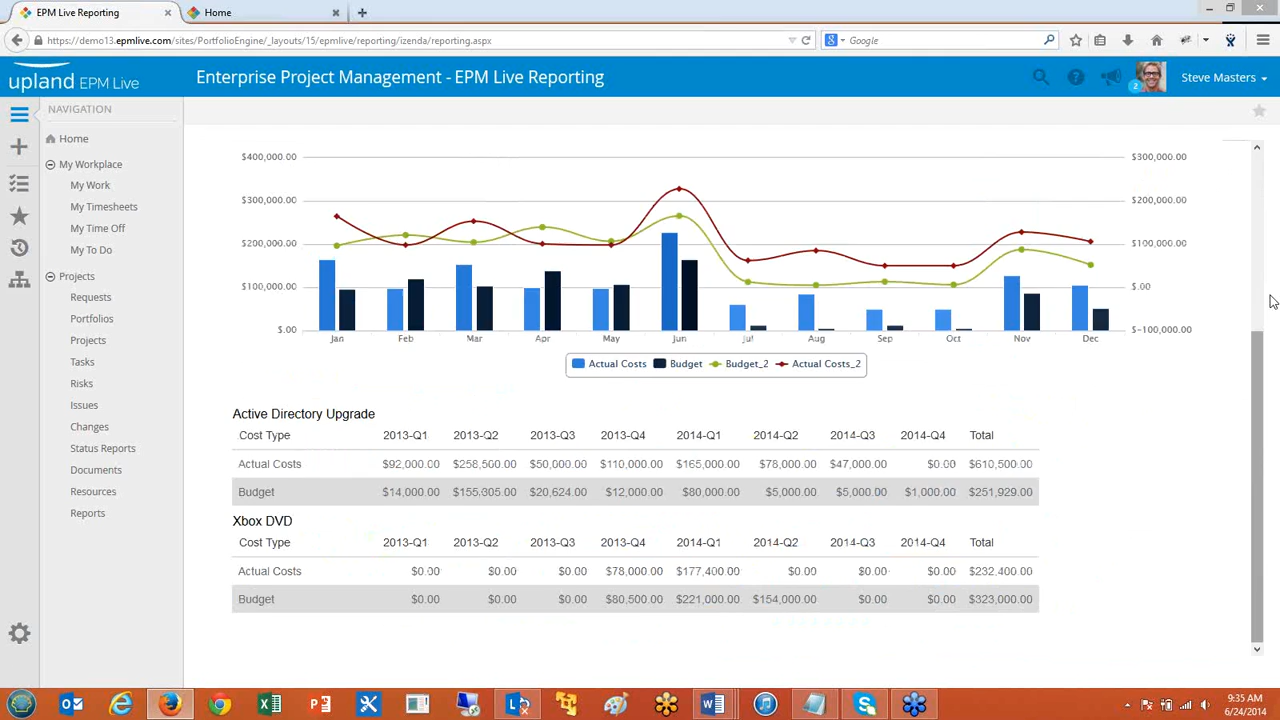 EPM Live Reporting
Home
https://demo13.epmlive.com/sites/PortfolioEngine/_layouts/15/epmlive/reporting/izenda/reporting.aspx
Google
upland EPM Live
Enterprise Project Management - EPM Live Reporting
2
Steve Masters
NAVIGATION
Home
My Workplace
My Work
My Timesheets
My Time Off
My To Do
Projects
Requests
Portfolios
Projects
Tasks
Risks
Issues
Changes
Status Reports
Documents
Resources
Reports
$400,000.00 $300,000.00
$300,000.00 $200,000.00
$200,000.00 $100,000.00
$100,000.00 $.00
$.00 $-100,000.00
Jan Feb Mar Apr May Jun Jul Aug Sep Oct Nov Dec
Actual Costs Budget Budget_2 Actual Costs_2
Active Directory Upgrade
Cost Type 2013-Q1 2013-Q2 2013-Q3 2013-Q4 2014-Q1 2014-Q2 2014-Q3 2014-Q4 Total
Actual Costs $92,000.00 $258,500.00 $50,000.00 $110,000.00 $165,000.00 $78,000.00 $47,000.00 $0.00 $610,500.00
Budget $14,000.00 $155,305.00 $20,624.00 $12,000.00 $80,000.00 $5,000.00 $5,000.00 $1,000.00 $251,929.00
Xbox DVD
Cost Type 2013-Q1 2013-Q2 2013-Q3 2013-Q4 2014-Q1 2014-Q2 2014-Q3 2014-Q4 Total
Actual Costs $0.00 $0.00 $0.00 $78,000.00 $177,400.00 $0.00 $0.00 $0.00 $232,400.00
Budget $0.00 $0.00 $0.00 $80,500.00 $221,000.00 $154,000.00 $0.00 $0.00 $323,000.00
9:35 AM
6/24/2014